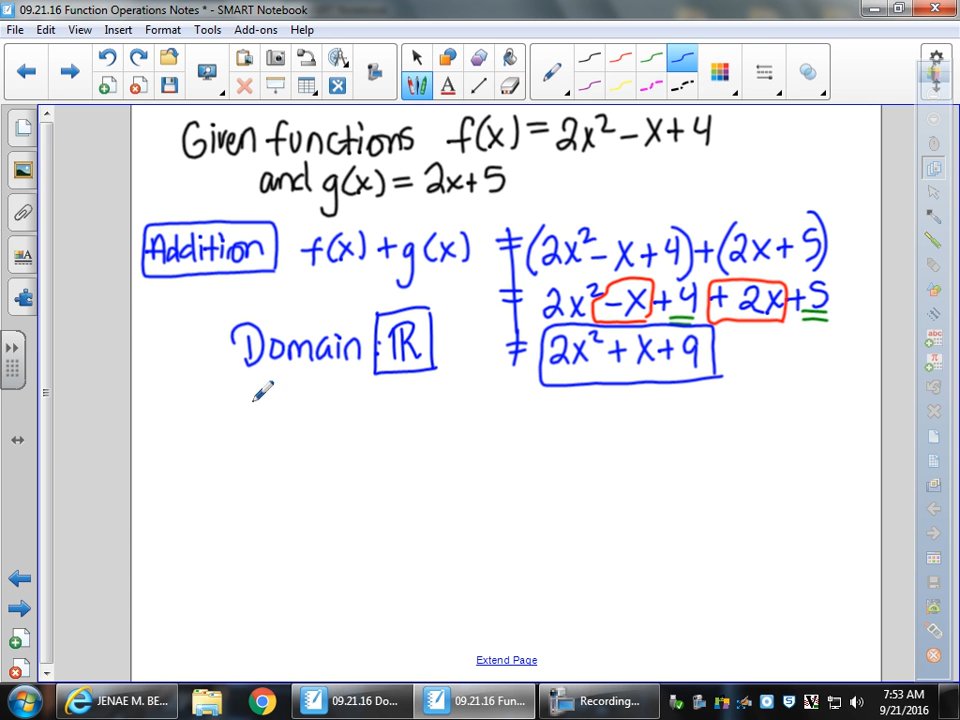 09.21.16 Function Operations Notes * - SMART Notebook
File Edit View Insert Format Tools Add-ons Help
Given functions f(x) = 2x² - x + 4
and g(x) = 2x + 5
Addition f(x) + g(x) = (2x² - x + 4) + (2x + 5)
= 2x² - x + 4 + 2x + 5
Domain : ℝ = 2x² + x + 9
Extend Page
JENAE M. BE... 09.21.16 Do... 09.21.16 Fun... Recording... 7:53 AM
9/21/2016